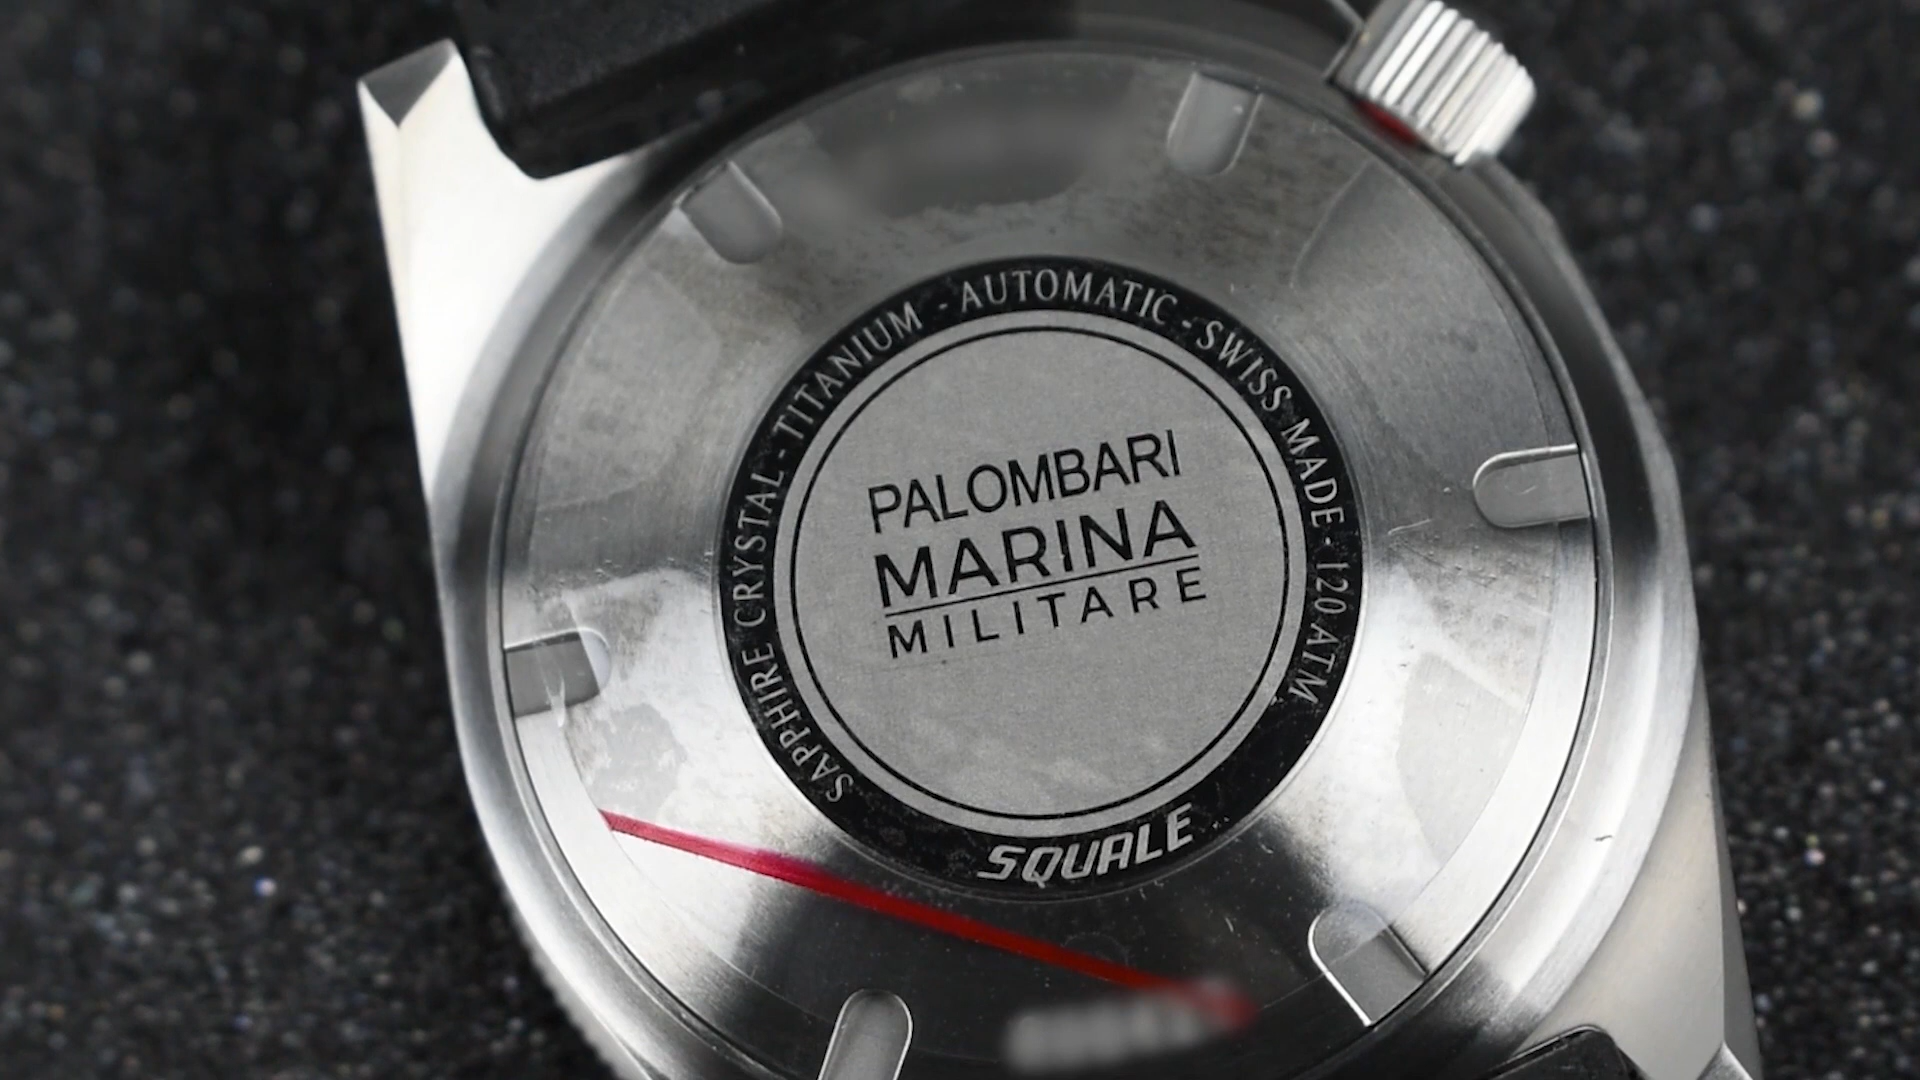 SAPPHIRE CRYSTAL - TITANIUM - AUTOMATIC - SWISS MADE - 120 ATM
PALOMBARI
MARINA
MILITARE
SQUALE